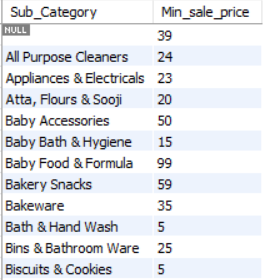 Sub_Category Min_sale_price
NULL 39
All Purpose Cleaners 24
Appliances & Electricals 23
Atta, Flours & Sooji 20
Baby Accessories 50
Baby Bath & Hygiene 15
Baby Food & Formula 99
Bakery Snacks 59
Bakeware 35
Bath & Hand Wash 5
Bins & Bathroom Ware 25
Biscuits & Cookies 5